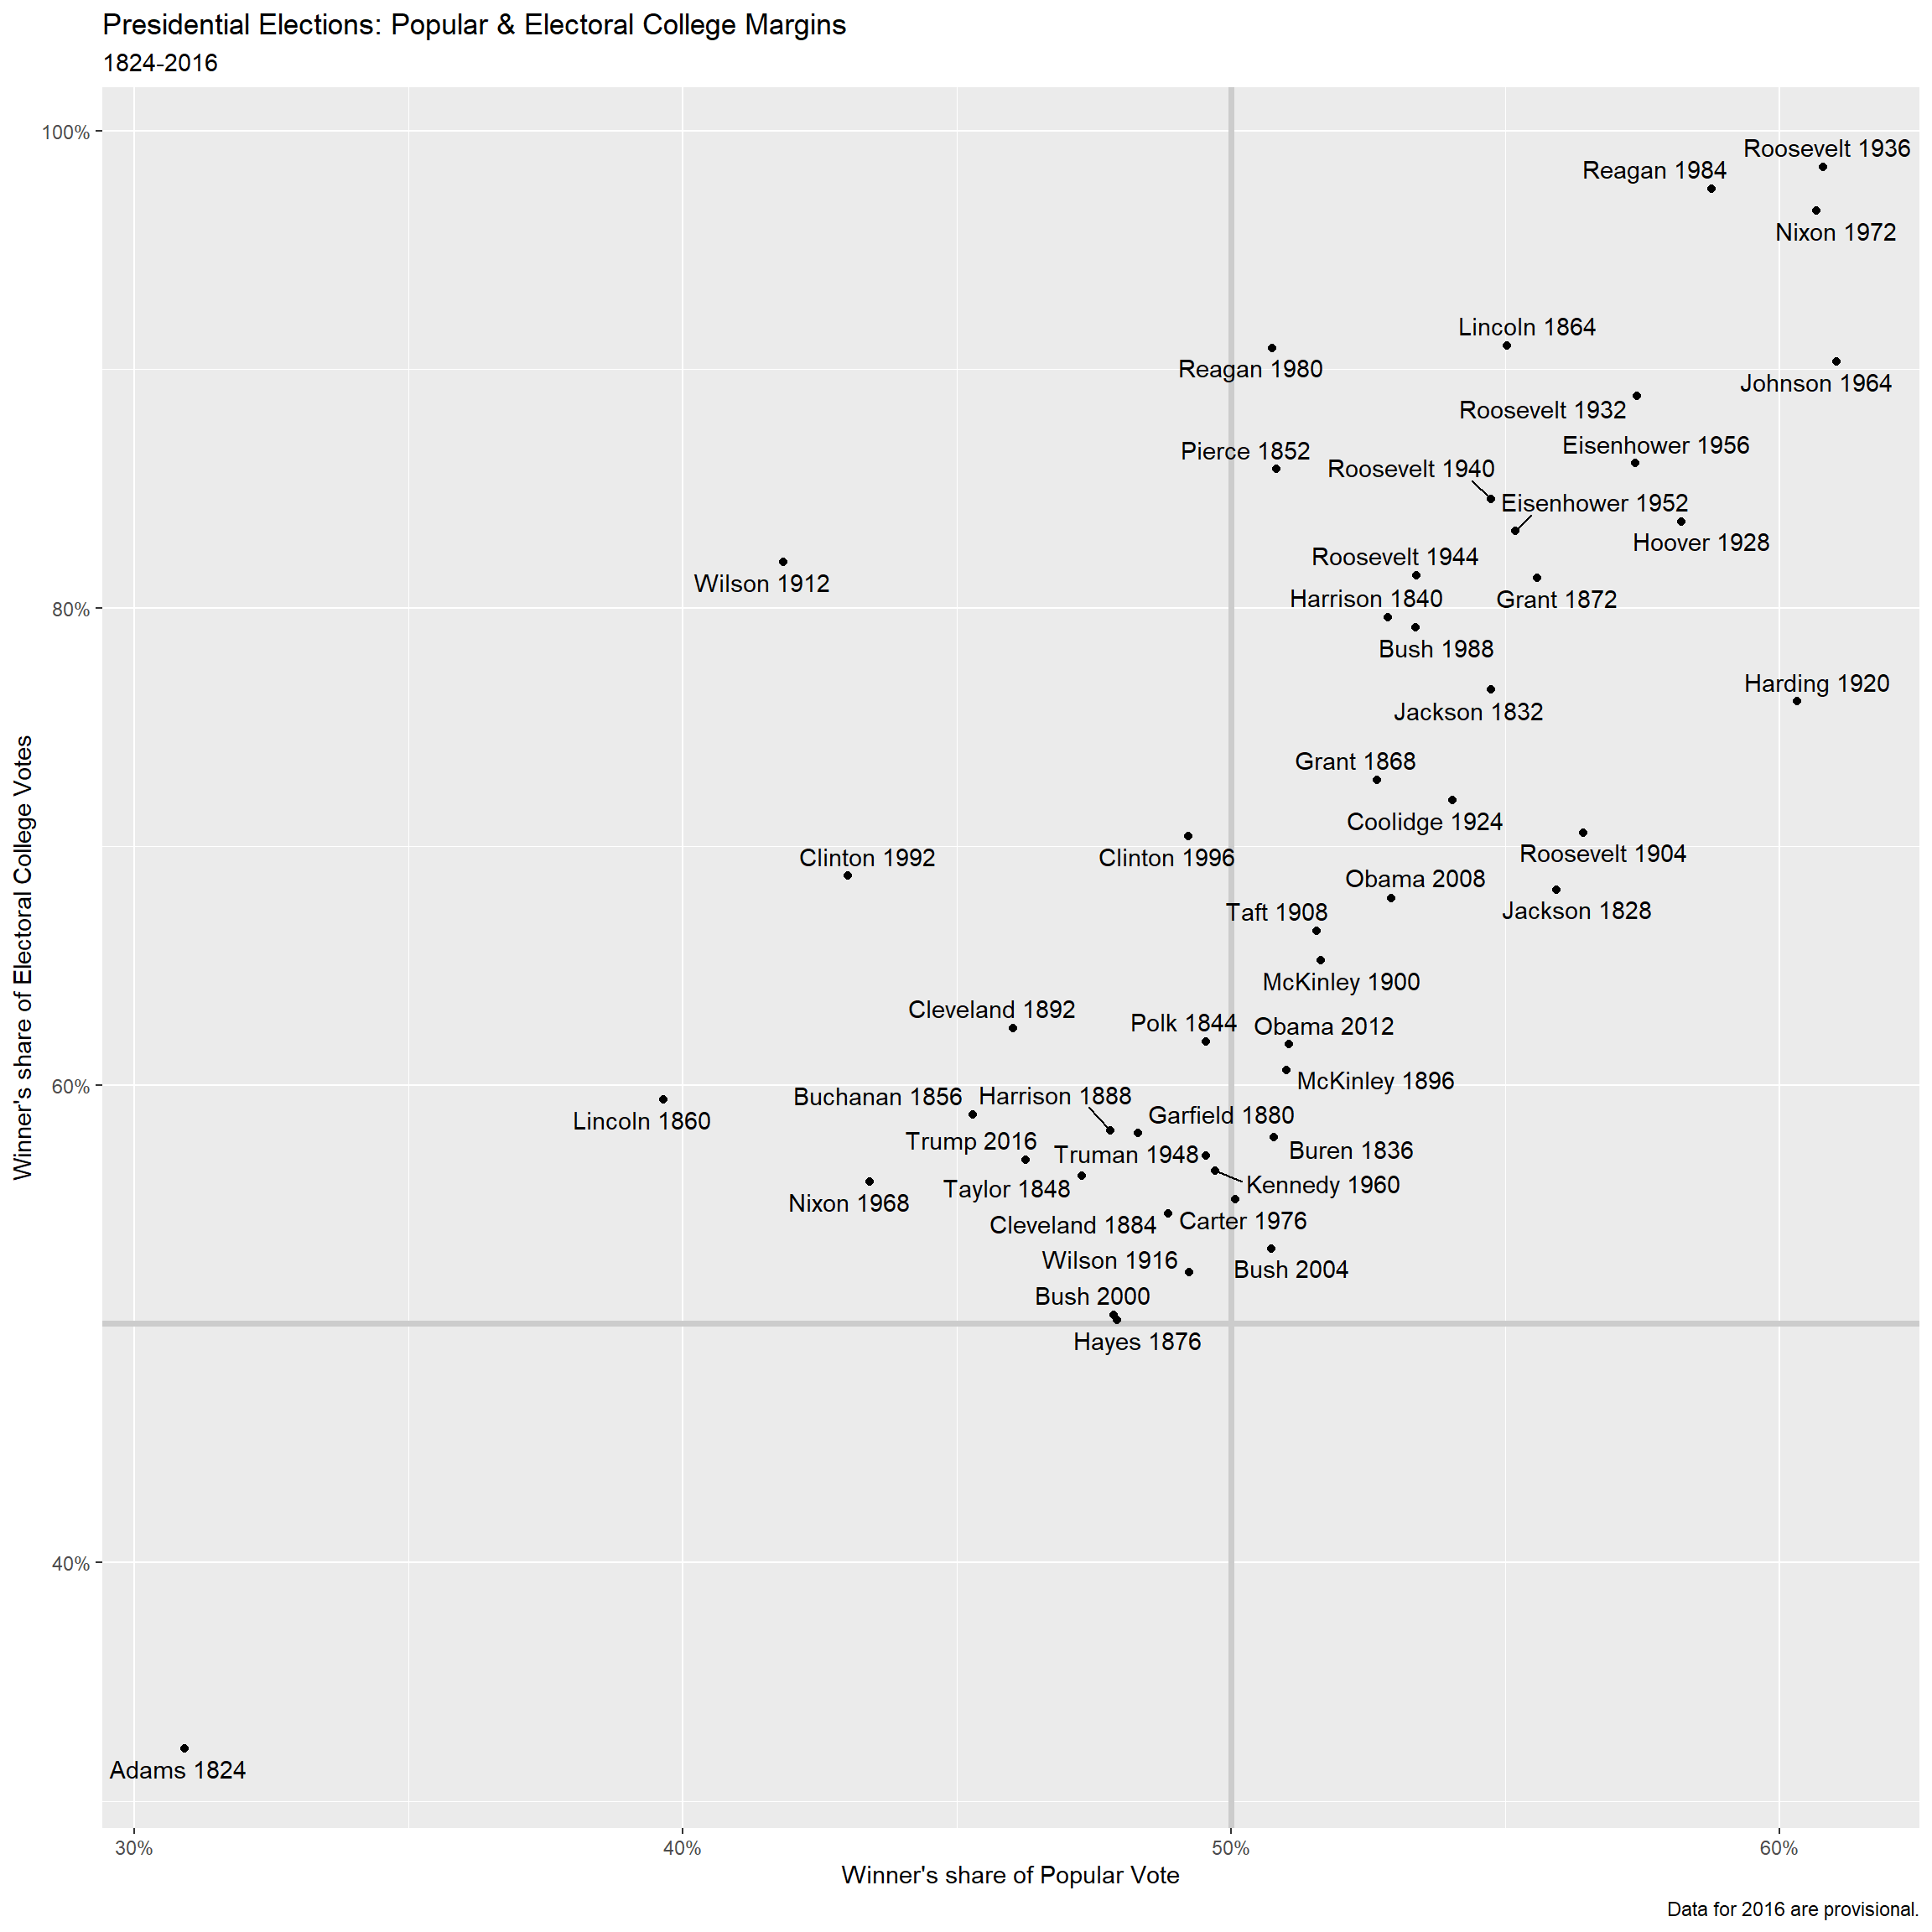 Presidential Elections: Popular & Electoral College Margins
1824-2016
100%
80%
60%
40%
Winner's share of Electoral College Votes
Roosevelt 1936
Reagan 1984
Nixon 1972
Lincoln 1864
Reagan 1980
Johnson 1964
Roosevelt 1932
Eisenhower 1956
Pierce 1852
Roosevelt 1940
Eisenhower 1952
Hoover 1928
Roosevelt 1944
Wilson 1912
Harrison 1840
Grant 1872
Bush 1988
Harding 1920
Jackson 1832
Grant 1868
Coolidge 1924
Clinton 1992
Clinton 1996
Roosevelt 1904
Obama 2008
Taft 1908
Jackson 1828
McKinley 1900
Cleveland 1892
Polk 1844
Obama 2012
McKinley 1896
Buchanan 1856
Harrison 1888
Garfield 1880
Lincoln 1860
Trump 2016
Truman 1948
Buren 1836
Taylor 1848
Kennedy 1960
Nixon 1968
Cleveland 1884
Carter 1976
Wilson 1916
Bush 2004
Bush 2000
Hayes 1876
Adams 1824
30%
40%
50%
60%
Winner's share of Popular Vote
Data for 2016 are provisional.